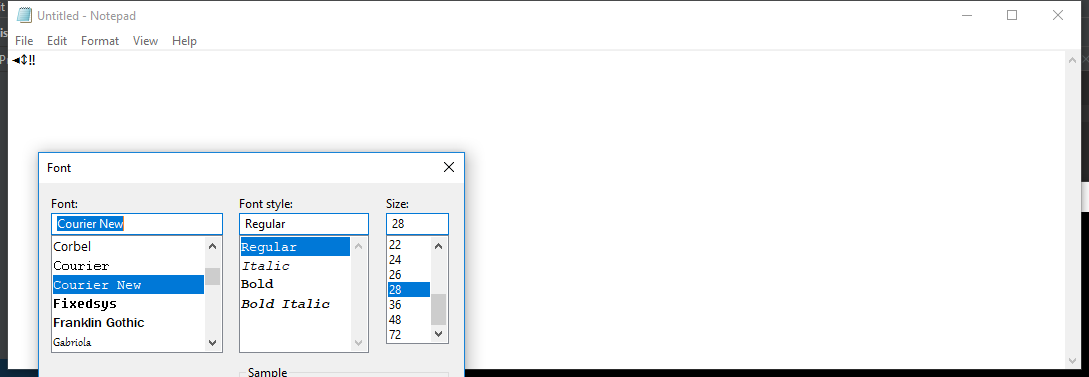 Untitled - Notepad
File Edit Format View Help
◄↕‼
Font
Font: Font style: Size:
Courier New Regular 28
Corbel Regular 22
Courier Italic 24
Courier New Bold 26
Fixedsys Bold Italic 28
Franklin Gothic 36
Gabriola 48
72
Sample